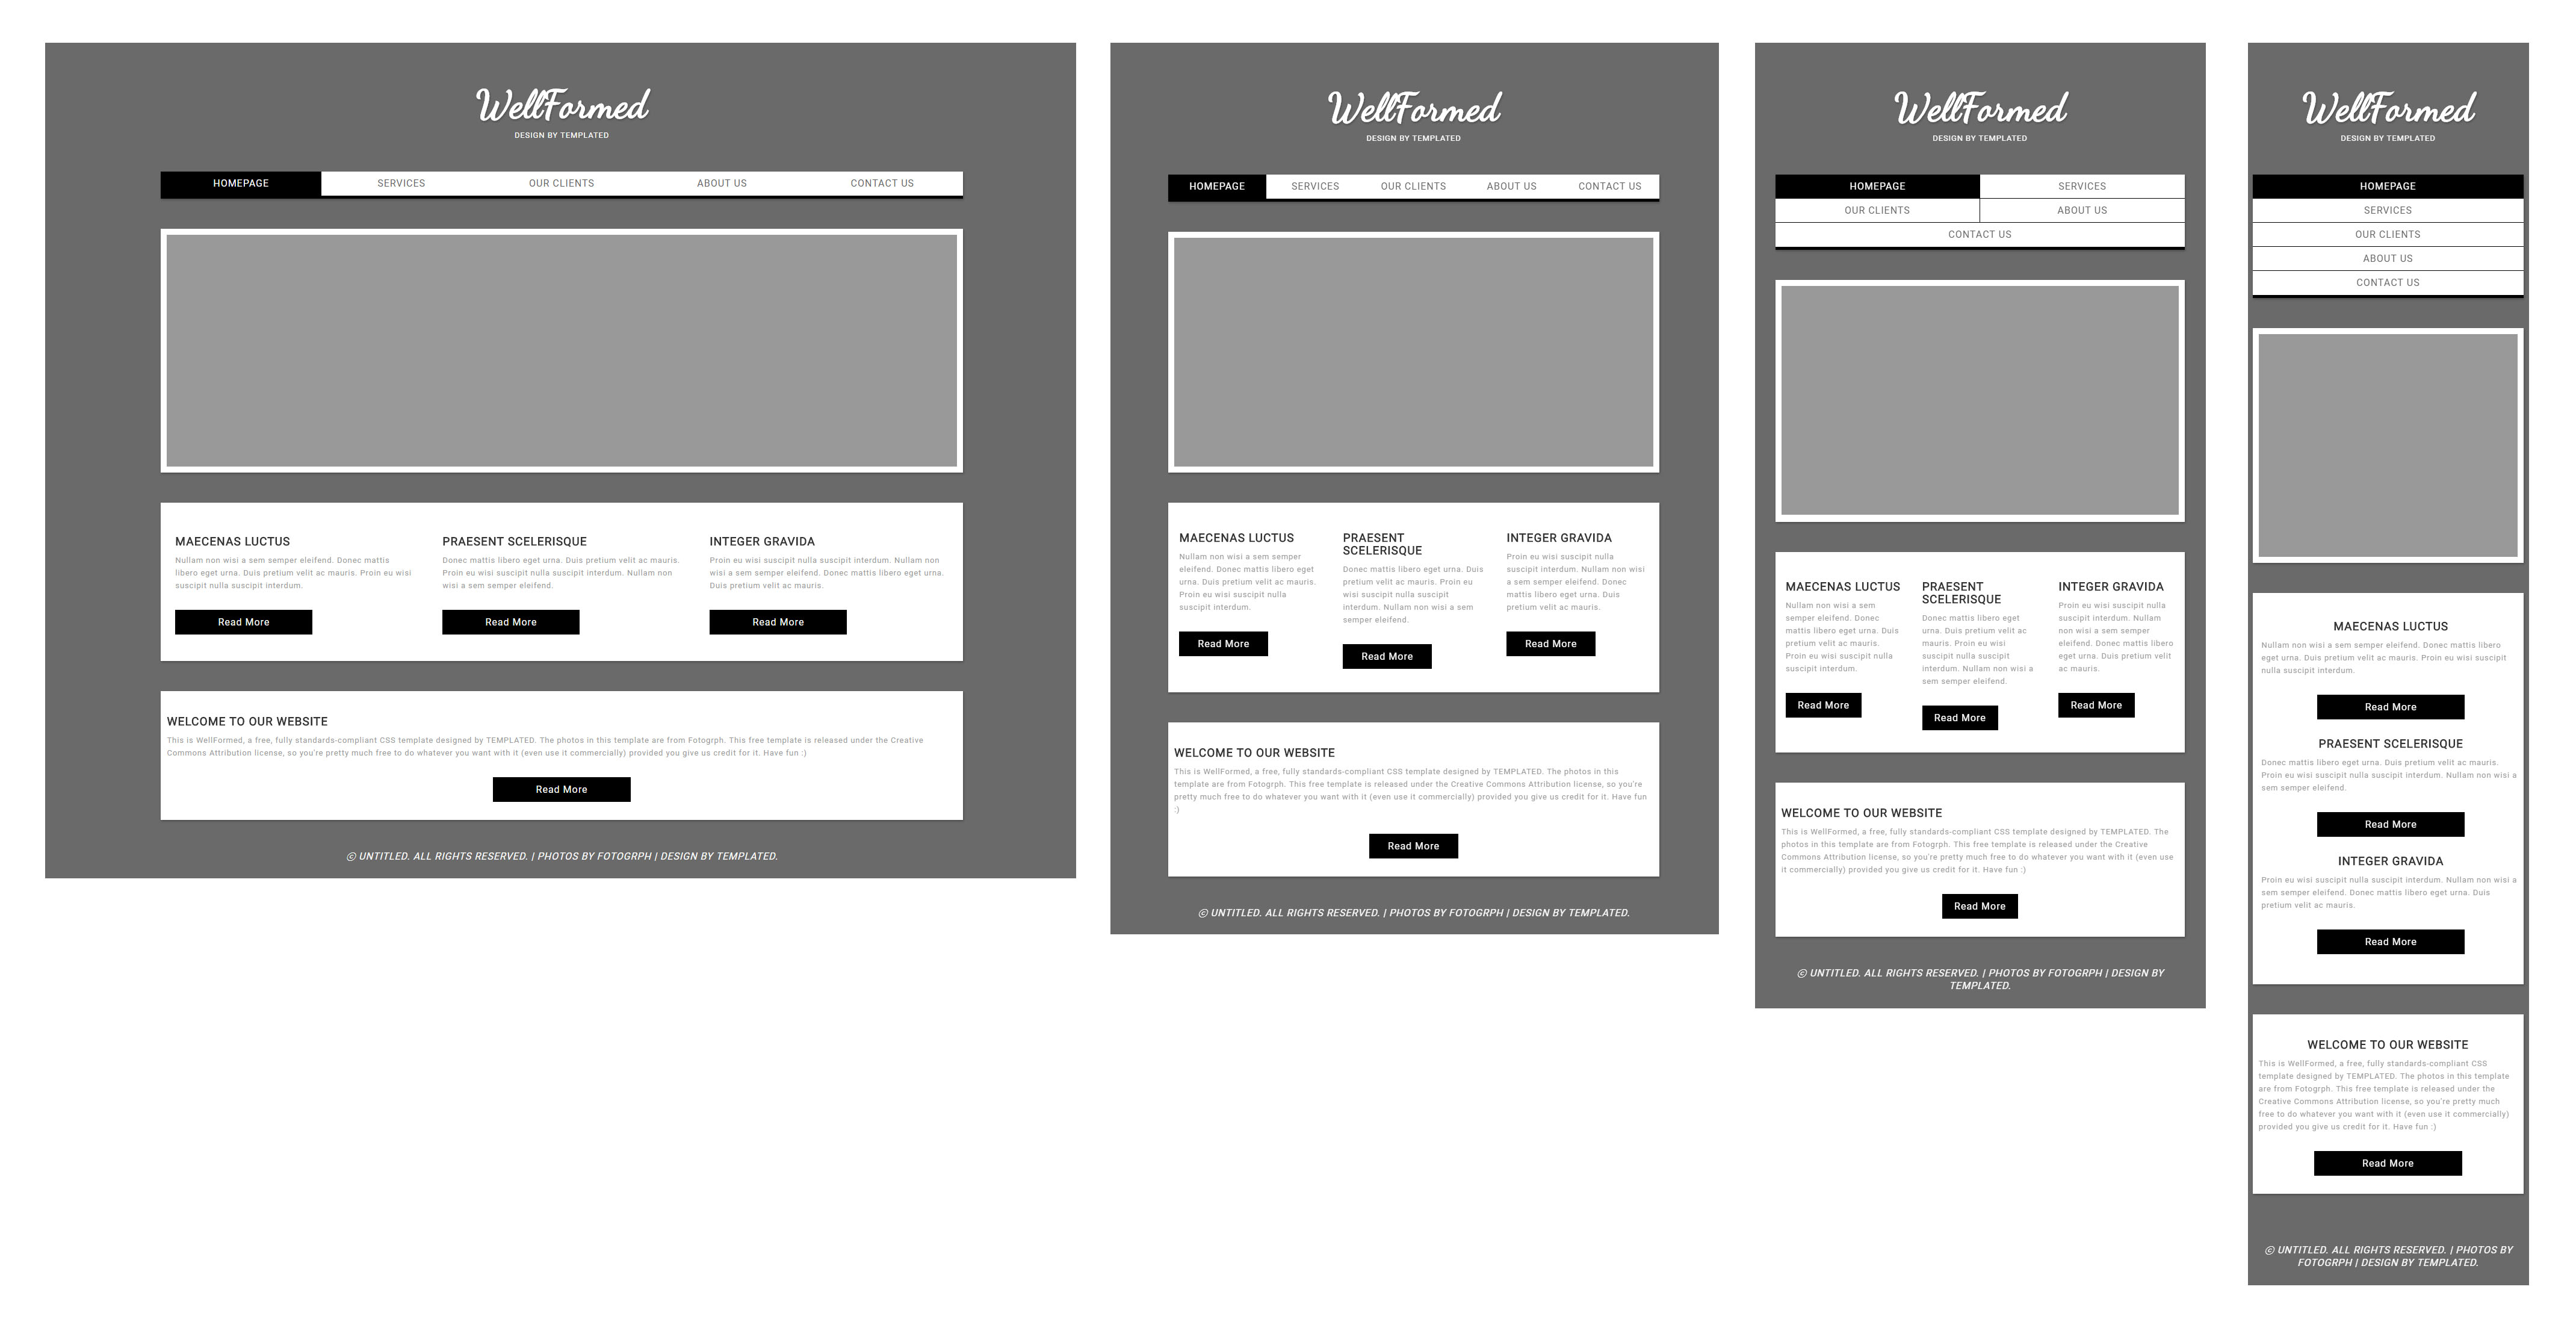 WellFormed
DESIGN BY TEMPLATED
HOMEPAGE SERVICES OUR CLIENTS ABOUT US CONTACT US
MAECENAS LUCTUS
Nullam non wisi a sem semper eleifend. Donec mattis
libero eget urna. Duis pretium velit ac mauris. Proin eu wisi
suscipit nulla suscipit interdum.
Read More
PRAESENT SCELERISQUE
Donec mattis libero eget urna. Duis pretium velit ac mauris.
Proin eu wisi suscipit nulla suscipit interdum. Nullam non
wisi a sem semper eleifend.
Read More
INTEGER GRAVIDA
Proin eu wisi suscipit nulla suscipit interdum. Nullam non
wisi a sem semper eleifend. Donec mattis libero eget urna.
Duis pretium velit ac mauris.
Read More
WELCOME TO OUR WEBSITE
This is WellFormed, a free, fully standards-compliant CSS template designed by TEMPLATED. The photos in this template are from Fotogrph. This free template is released under the Creative
Commons Attribution license, so you're pretty much free to do whatever you want with it (even use it commercially) provided you give us credit for it. Have fun :)
Read More
© UNTITLED. ALL RIGHTS RESERVED. | PHOTOS BY FOTOGRPH | DESIGN BY TEMPLATED.
WellFormed
DESIGN BY TEMPLATED
HOMEPAGE SERVICES OUR CLIENTS ABOUT US CONTACT US
MAECENAS LUCTUS
Nullam non wisi a sem semper
eleifend. Donec mattis libero eget
urna. Duis pretium velit ac mauris.
Proin eu wisi suscipit nulla
suscipit interdum.
Read More
PRAESENT
SCELERISQUE
Donec mattis libero eget urna. Duis
pretium velit ac mauris. Proin eu
wisi suscipit nulla suscipit
interdum. Nullam non wisi a sem
semper eleifend.
Read More
INTEGER GRAVIDA
Proin eu wisi suscipit nulla
suscipit interdum. Nullam non wisi
a sem semper eleifend. Donec
mattis libero eget urna. Duis
pretium velit ac mauris.
Read More
WELCOME TO OUR WEBSITE
This is WellFormed, a free, fully standards-compliant CSS template designed by TEMPLATED. The photos in this
template are from Fotogrph. This free template is released under the Creative Commons Attribution license, so you're
pretty much free to do whatever you want with it (even use it commercially) provided you give us credit for it. Have fun
:)
Read More
© UNTITLED. ALL RIGHTS RESERVED. | PHOTOS BY FOTOGRPH | DESIGN BY TEMPLATED.
WellFormed
DESIGN BY TEMPLATED
HOMEPAGE SERVICES
OUR CLIENTS ABOUT US
CONTACT US
MAECENAS LUCTUS
Nullam non wisi a sem
semper eleifend. Donec
mattis libero eget urna. Duis
pretium velit ac mauris.
Proin eu wisi suscipit nulla
suscipit interdum.
Read More
PRAESENT
SCELERISQUE
Donec mattis libero eget
urna. Duis pretium velit ac
mauris. Proin eu wisi
suscipit nulla suscipit
interdum. Nullam non wisi a
sem semper eleifend.
Read More
INTEGER GRAVIDA
Proin eu wisi suscipit nulla
suscipit interdum. Nullam
non wisi a sem semper
eleifend. Donec mattis libero
eget urna. Duis pretium velit
ac mauris.
Read More
WELCOME TO OUR WEBSITE
This is WellFormed, a free, fully standards-compliant CSS template designed by TEMPLATED. The
photos in this template are from Fotogrph. This free template is released under the Creative
Commons Attribution license, so you're pretty much free to do whatever you want with it (even use
it commercially) provided you give us credit for it. Have fun :)
Read More
© UNTITLED. ALL RIGHTS RESERVED. | PHOTOS BY FOTOGRPH | DESIGN BY
TEMPLATED.
WellFormed
DESIGN BY TEMPLATED
HOMEPAGE
SERVICES
OUR CLIENTS
ABOUT US
CONTACT US
MAECENAS LUCTUS
Nullam non wisi a sem semper eleifend. Donec mattis libero
eget urna. Duis pretium velit ac mauris. Proin eu wisi suscipit
nulla suscipit interdum.
Read More
PRAESENT SCELERISQUE
Donec mattis libero eget urna. Duis pretium velit ac mauris.
Proin eu wisi suscipit nulla suscipit interdum. Nullam non wisi a
sem semper eleifend.
Read More
INTEGER GRAVIDA
Proin eu wisi suscipit nulla suscipit interdum. Nullam non wisi a
sem semper eleifend. Donec mattis libero eget urna. Duis
pretium velit ac mauris.
Read More
WELCOME TO OUR WEBSITE
This is WellFormed, a free, fully standards-compliant CSS
template designed by TEMPLATED. The photos in this template
are from Fotogrph. This free template is released under the
Creative Commons Attribution license, so you're pretty much
free to do whatever you want with it (even use it commercially)
provided you give us credit for it. Have fun :)
Read More
© UNTITLED. ALL RIGHTS RESERVED. | PHOTOS BY
FOTOGRPH | DESIGN BY TEMPLATED.